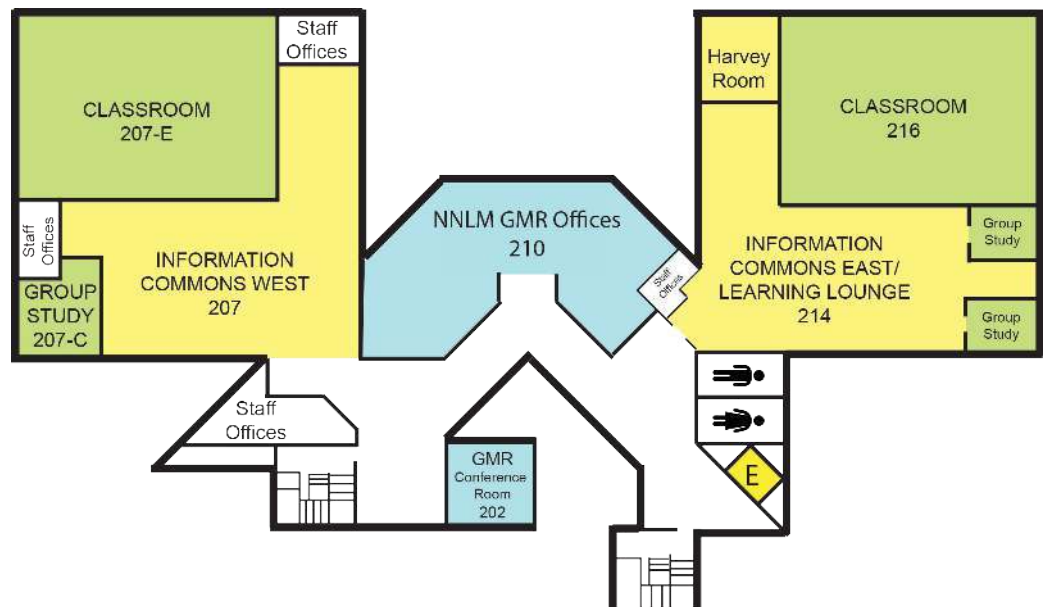 Staff
Offices
CLASSROOM
207-E
Staff
Offices
INFORMATION
COMMONS WEST
207
GROUP
STUDY
207-C
Staff
Offices
NNLM GMR Offices
210
Staff
Offices
GMR
Conference
Room
202
Harvey
Room
CLASSROOM
216
INFORMATION
COMMONS EAST/
LEARNING LOUNGE
214
Group
Study
Group
Study
E